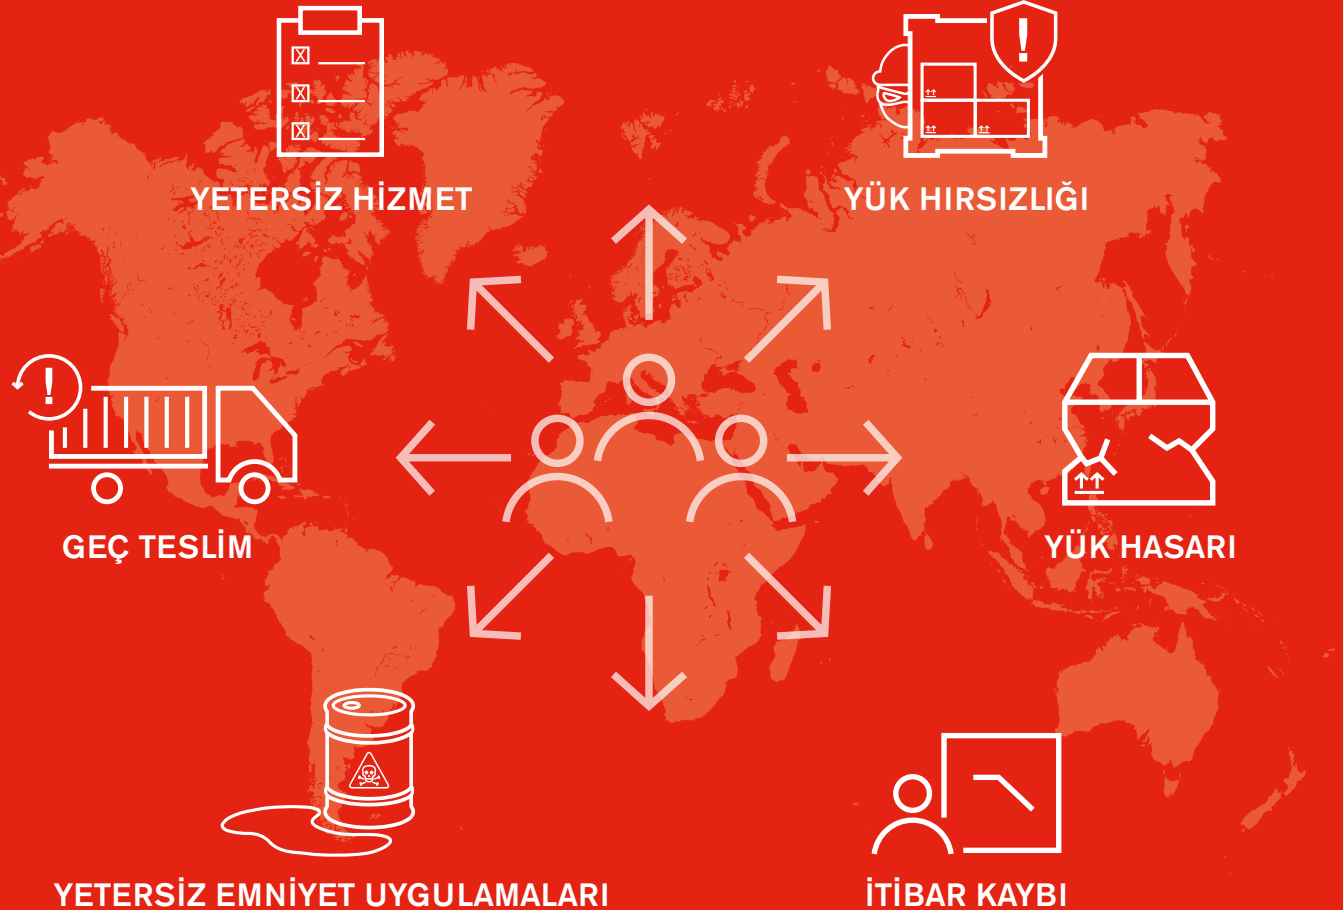 YETERSİZ HİZMET
YÜK HIRSIZLIĞI
GEÇ TESLİM
YÜK HASARI
YETERSİZ EMNİYET UYGULAMALARI
İTİBAR KAYBI